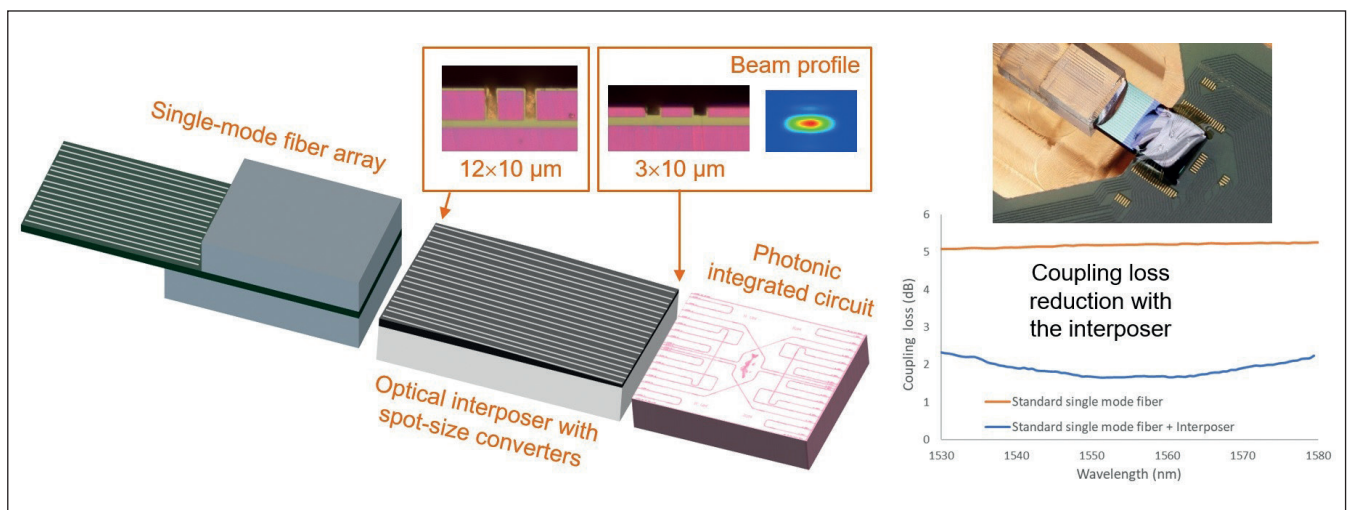 Single-mode fiber array
12×10 µm
Beam profile
3×10 µm
Optical interposer with
spot-size converters
Photonic
integrated circuit
Coupling loss (dB)
6
5
4
3
2
1
0
Coupling loss
reduction with
the interposer
Standard single mode fiber
Standard single mode fiber + Interposer
1530
1540
1550
1560
1570
1580
Wavelength (nm)